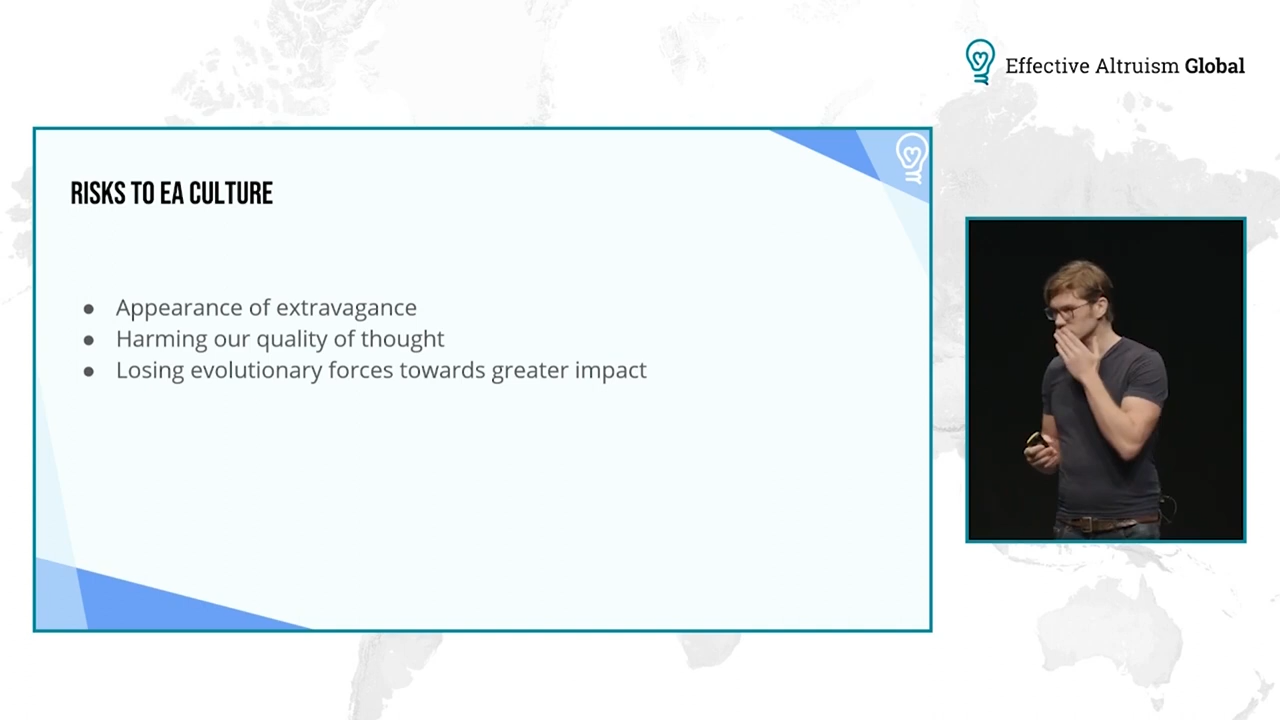 Effective Altruism Global
RISKS TO EA CULTURE
● Appearance of extravagance
● Harming our quality of thought
● Losing evolutionary forces towards greater impact